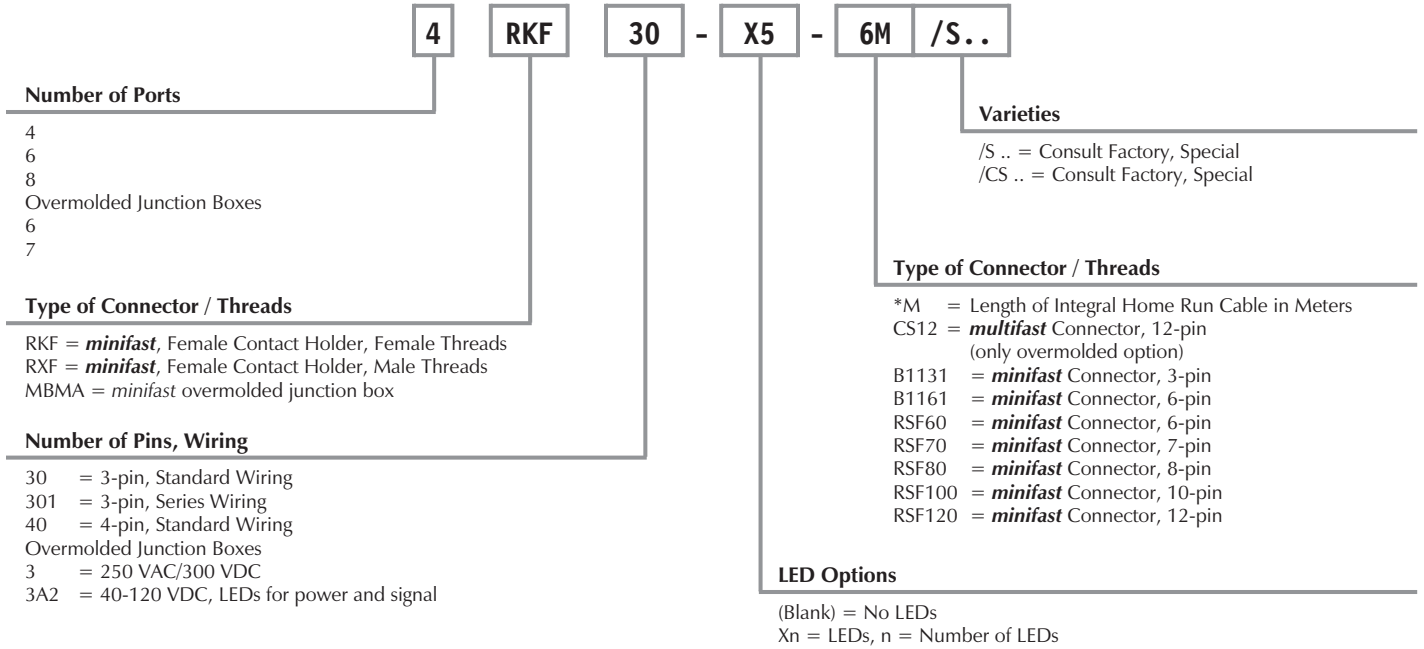 4 RKF 30 - X5 - 6M /S..
Number of Ports
4
6
8
Overmolded Junction Boxes
6
7
Type of Connector / Threads
RKF = minifast, Female Contact Holder, Female Threads
RXF = minifast, Female Contact Holder, Male Threads
MBMA = minifast overmolded junction box
Number of Pins, Wiring
30 = 3-pin, Standard Wiring
301 = 3-pin, Series Wiring
40 = 4-pin, Standard Wiring
Overmolded Junction Boxes
3 = 250 VAC/300 VDC
3A2 = 40-120 VDC, LEDs for power and signal
Varieties
/S .. = Consult Factory, Special
/CS .. = Consult Factory, Special
Type of Connector / Threads
*M = Length of Integral Home Run Cable in Meters
CS12 = multifast Connector, 12-pin
(only overmolded option)
B1131 = minifast Connector, 3-pin
B1161 = minifast Connector, 6-pin
RSF60 = minifast Connector, 6-pin
RSF70 = minifast Connector, 7-pin
RSF80 = minifast Connector, 8-pin
RSF100 = minifast Connector, 10-pin
RSF120 = minifast Connector, 12-pin
LED Options
(Blank) = No LEDs
Xn = LEDs, n = Number of LEDs